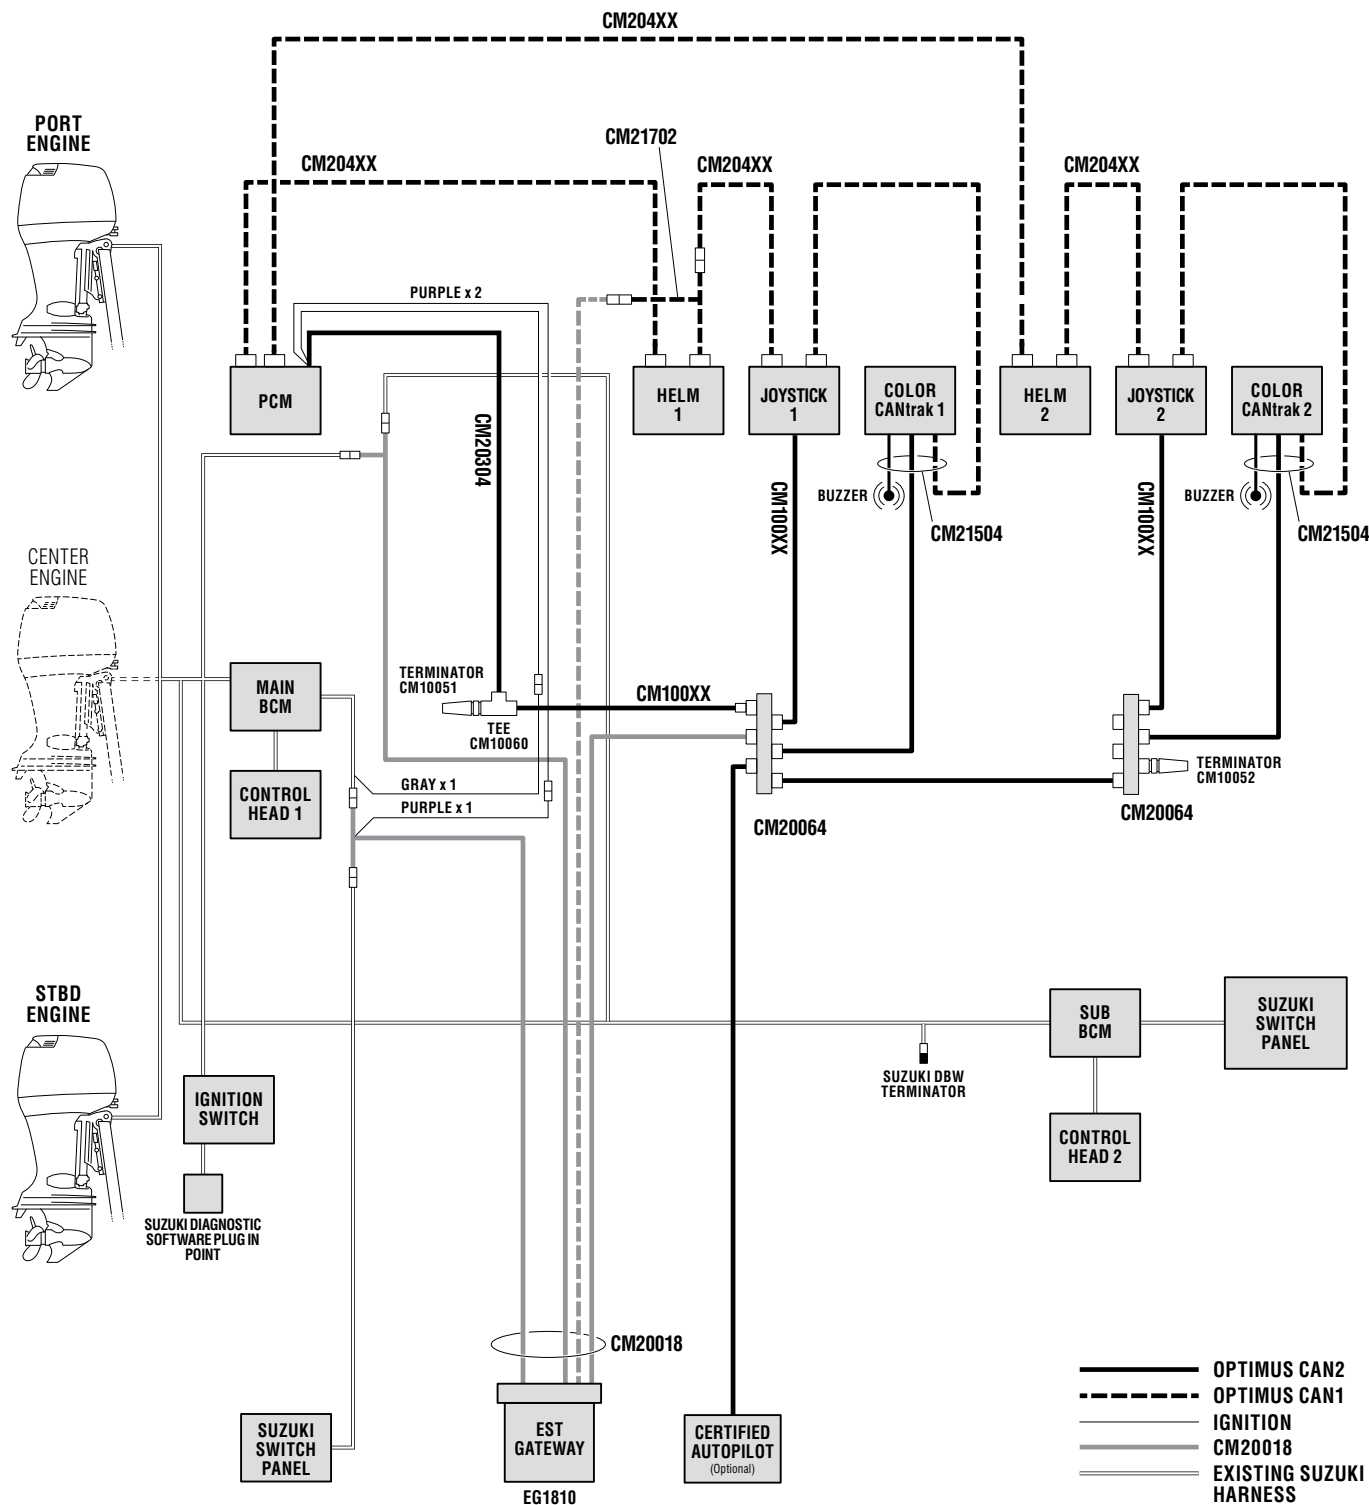 CM204XX
PORT
ENGINE
CM21702
CM204XX
CM204XX
CM204XX
PURPLE x 2
PCM
HELM
1
JOYSTICK
1
COLOR
CANtrak 1
HELM
2
JOYSTICK
2
COLOR
CANtrak 2
CM20304
CM100XX
BUZZER
CM21504
CM100XX
BUZZER
CM21504
CENTER
ENGINE
MAIN
BCM
TERMINATOR
CM10051
TEE
CM10060
CM100XX
TERMINATOR
CM10052
CONTROL
HEAD 1
GRAY x 1
PURPLE x 1
CM20064
CM20064
STBD
ENGINE
SUB
BCM
SUZUKI
SWITCH
PANEL
SUZUKI DBW
TERMINATOR
IGNITION
SWITCH
CONTROL
HEAD 2
SUZUKI DIAGNOSTIC
SOFTWARE PLUG IN
POINT
CM20018
SUZUKI
SWITCH
PANEL
EST
GATEWAY
EG1810
CERTIFIED
AUTOPILOT
(Optional)
OPTIMUS CAN2
OPTIMUS CAN1
IGNITION
CM20018
EXISTING SUZUKI
HARNESS